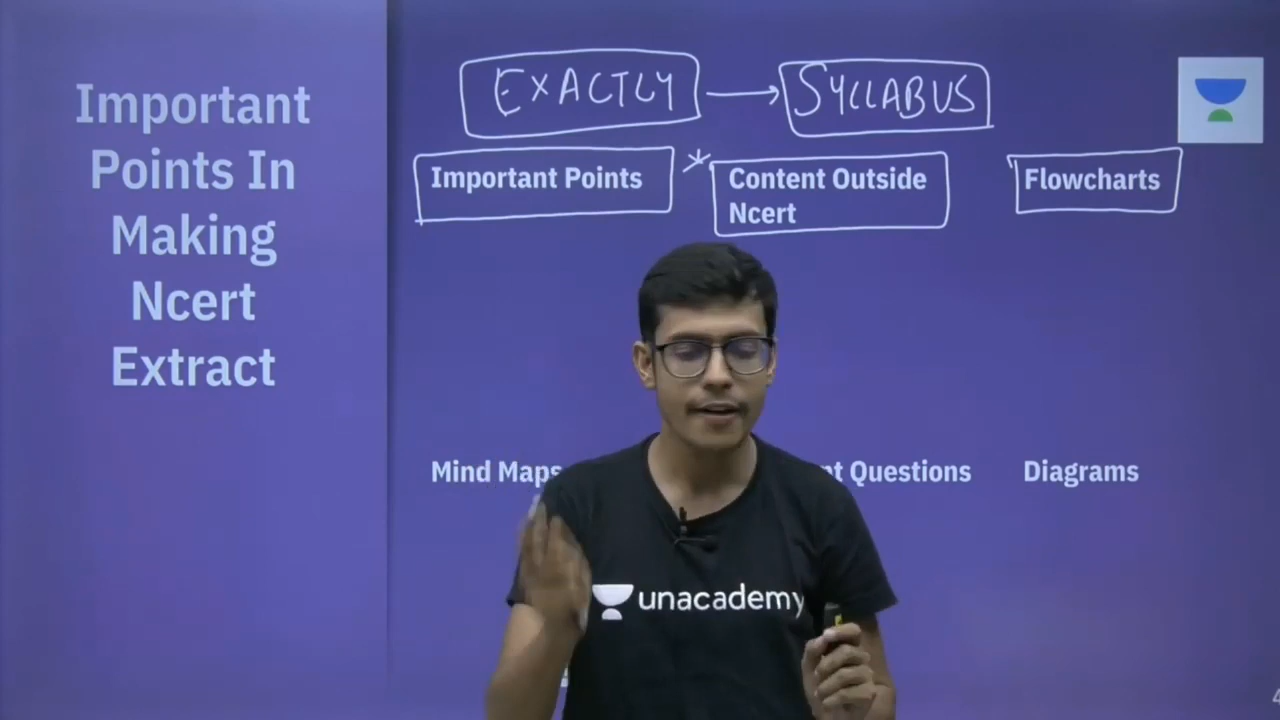 Important
Points In
Making
Ncert
Extract
EXACTLY → SYLLABUS
Important Points
* Content Outside
Ncert
Flowcharts
Mind Maps
Questions
Diagrams
unacademy